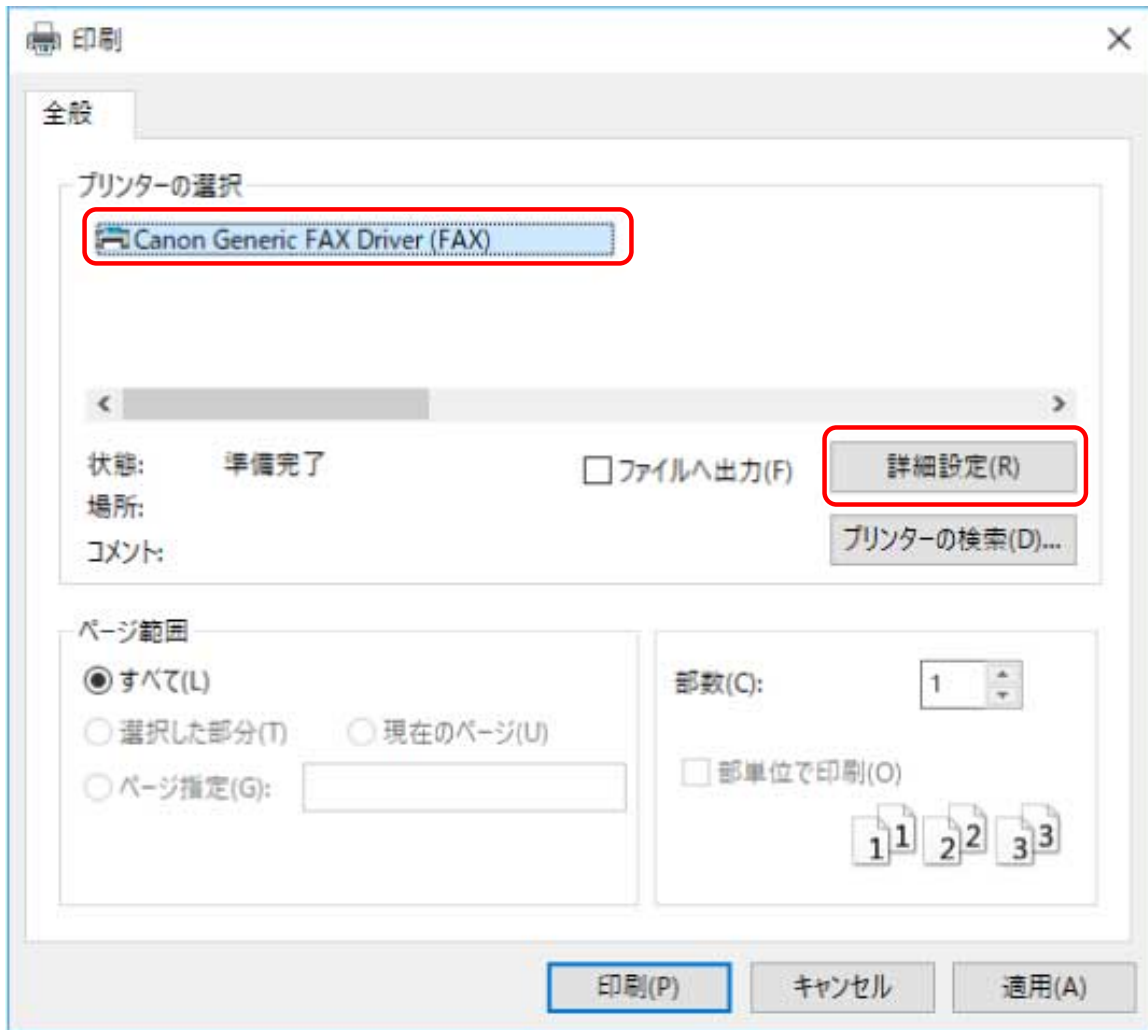 印刷
全般
プリンターの選択
Canon Generic FAX Driver (FAX)
状態: 準備完了 ファイルへ出力(F) 詳細設定(R)
場所:
コメント: プリンターの検索(D)...
ページ範囲
すべて(L)
選択した部分(T) 現在のページ(U)
ページ指定(G):
部数(C): 1
部単位で印刷(O)
1 1 2 2 3 3
印刷(P) キャンセル 適用(A)